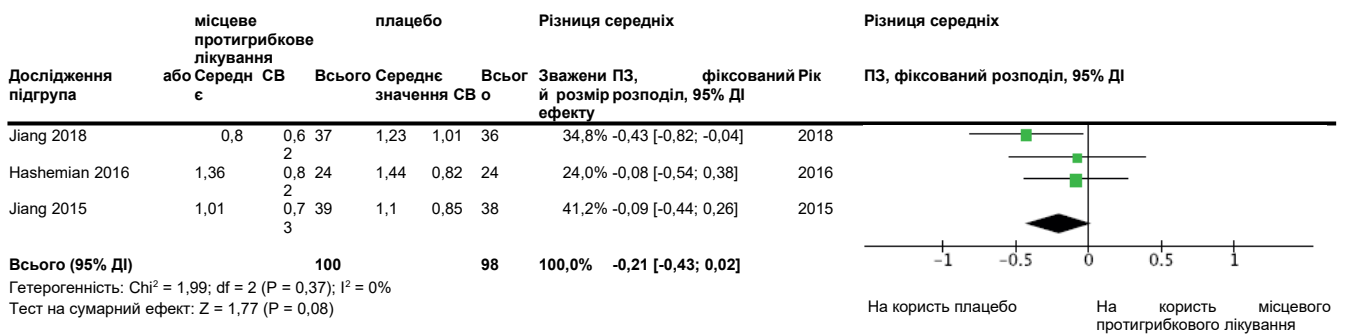 місцеве протигрибкове лікування плацебо Різниця середніх Різниця середніх
Дослідження або підгрупа Середнє СВ Всього Середнє значення СВ Всього Зважений розмір ефекту ПЗ, фіксований розподіл, 95% ДІ Рік ПЗ, фіксований розподіл, 95% ДІ
Jiang 2018 0,8 0,62 37 1,23 1,01 36 34,8% -0,43 [-0,82; -0,04] 2018
Hashemian 2016 1,36 0,82 24 1,44 0,82 24 24,0% -0,08 [-0,54; 0,38] 2016
Jiang 2015 1,01 0,73 39 1,1 0,85 38 41,2% -0,09 [-0,44; 0,26] 2015
Всього (95% ДІ) 100 98 100,0% -0,21 [-0,43; 0,02]
Гетерогенність: Chi² = 1,99; df = 2 (P = 0,37); I² = 0%
Тест на сумарний ефект: Z = 1,77 (P = 0,08)
-1 -0.5 0 0.5 1
На користь плацебо На користь місцевого
протигрибкового лікування